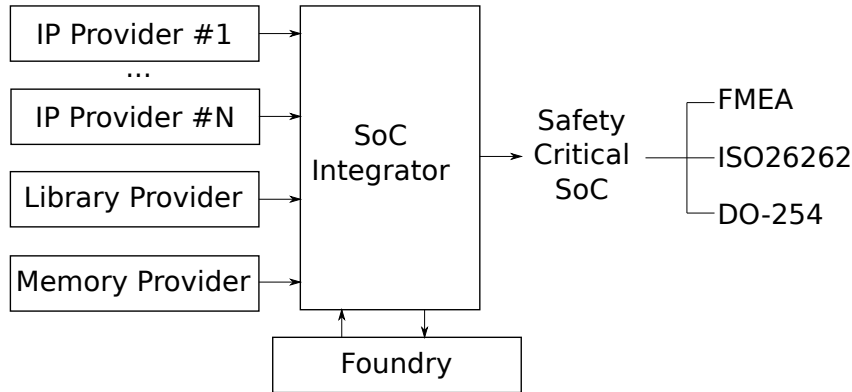 IP Provider #1
...
IP Provider #N
Library Provider
Memory Provider
SoC
Integrator
Foundry
Safety
Critical
SoC
FMEA
ISO26262
DO-254